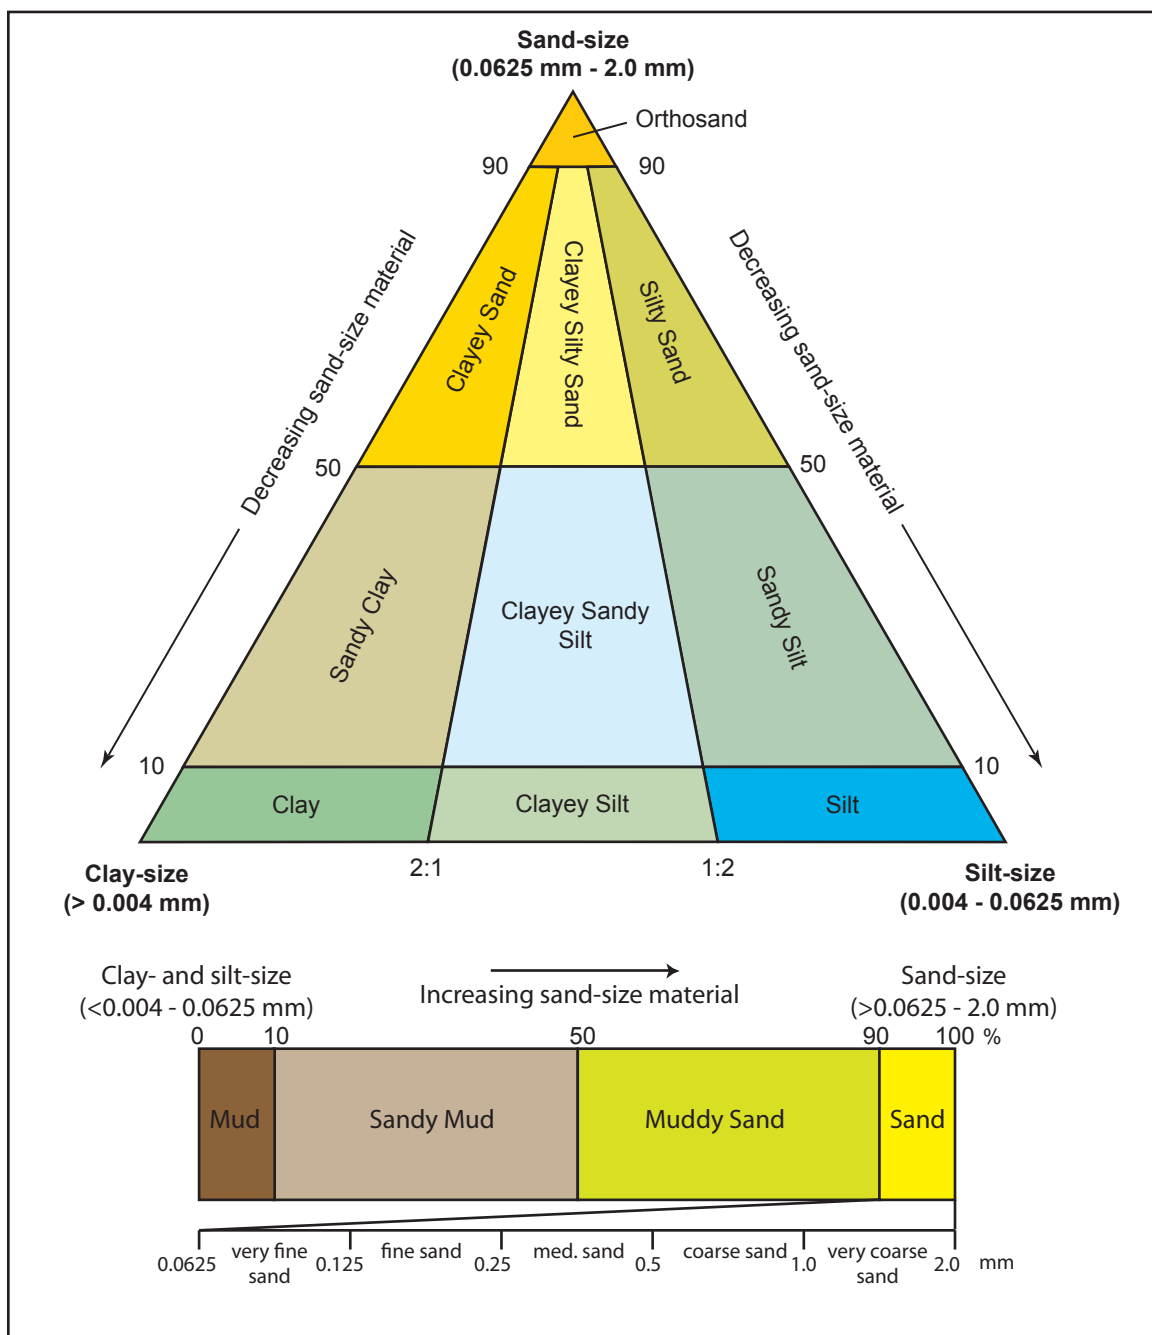 Sand-size
(0.0625 mm - 2.0 mm)
Orthosand
90
90
Decreasing sand-size material
Decreasing sand-size material
Clayey Sand
Clayey Silty Sand
Silty Sand
50
50
Sandy Clay
Clayey Sandy
Silt
Sandy Silt
10
10
Clay
Clayey Silt
Silt
2:1
1:2
Clay-size
(> 0.004 mm)
Silt-size
(0.004 - 0.0625 mm)
Clay- and silt-size
(<0.004 - 0.0625 mm)
Increasing sand-size material
Sand-size
(>0.0625 - 2.0 mm)
0 10 50 90 100 %
Mud Sandy Mud Muddy Sand Sand
very fine
sand
fine sand
med. sand
coarse sand
very coarse
sand
0.0625 0.125 0.25 0.5 1.0 2.0 mm